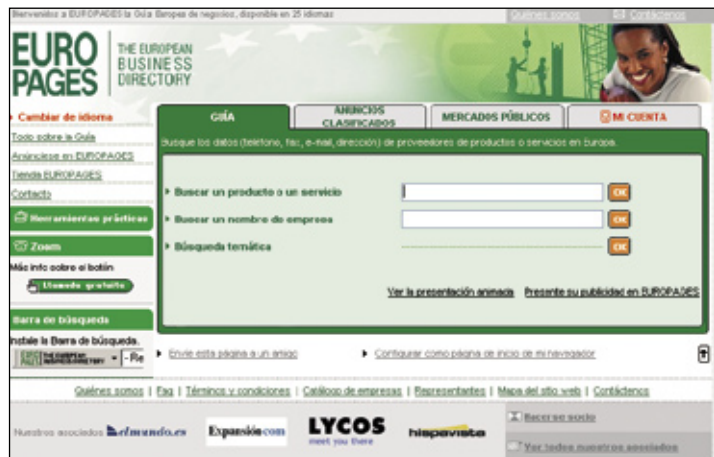 Bienvenidos a EUROPAGES la Guía Europea de negocios, disponible en 25 idiomas
Quiénes somos Contáctenos
EURO PAGES
THE EUROPEAN BUSINESS DIRECTORY
Cambiar de idioma
Todo sobre la Guía
Anúnciese en EUROPAGES
Tienda EUROPAGES
Contacto
Herramientas prácticas
Zoom
Más info sobre el botón
Llamada gratuita
Barra de búsqueda
Instale la Barra de búsqueda.
EURO PAGES THE EUROPEAN BUSINESS DIRECTORY - Re
GUÍA
ANUNCIOS CLASIFICADOS
MERCADOS PÚBLICOS
MI CUENTA
Busque los datos (teléfono, fax, e-mail, dirección) de proveedores de productos o servicios en Europa.
Buscar un producto o un servicio OK
Buscar un nombre de empresa OK
Búsqueda temática OK
Ver la presentación animada Presente su publicidad en EUROPAGES
Envíe esta página a un amigo Configurar como página de inicio de mi navegador
Quiénes somos | Faq | Términos y condiciones | Catálogo de empresas | Representantes | Mapa del sitio web | Contáctenos
Nuestros asociados elmundo.es Expansión.com LYCOS meet you there hispavista
Hacerse socio
Ver todos nuestros asociados